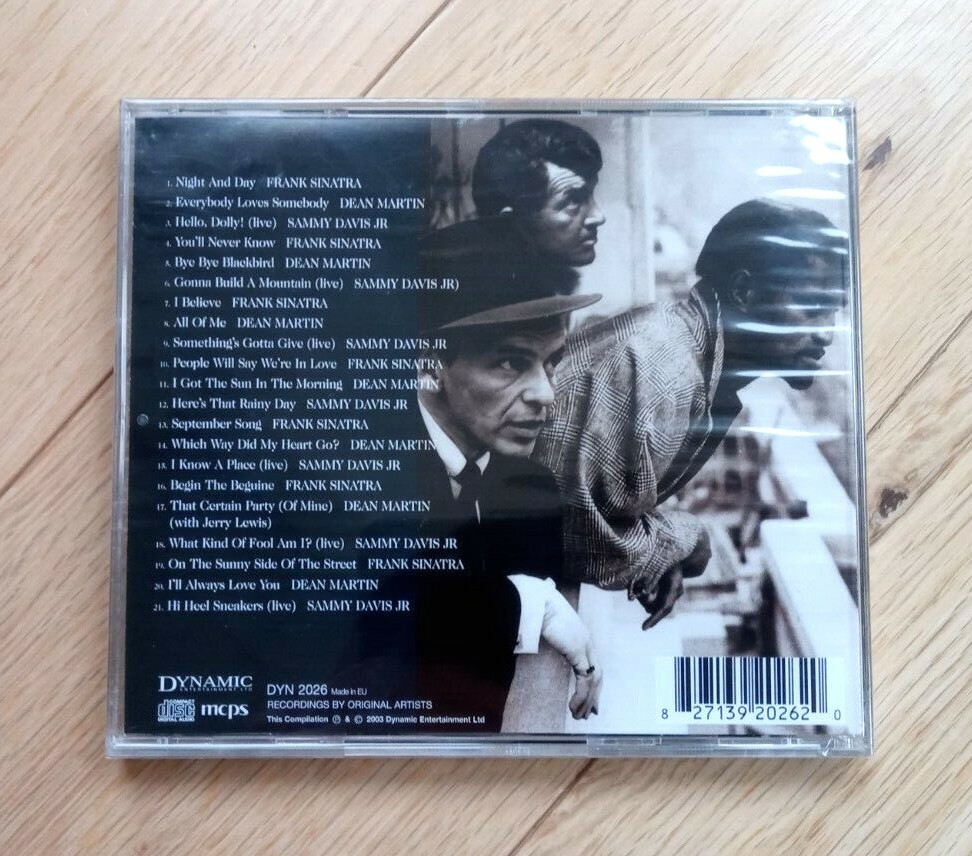 1. Night And Day FRANK SINATRA
2. Everybody Loves Somebody DEAN MARTIN
3. Hello, Dolly! (live) SAMMY DAVIS JR
4. You'll Never Know FRANK SINATRA
5. Bye Bye Blackbird DEAN MARTIN
6. Gonna Build A Mountain (live) SAMMY DAVIS JR)
7. I Believe FRANK SINATRA
8. All Of Me DEAN MARTIN
9. Something's Gotta Give (live) SAMMY DAVIS JR
10. People Will Say We're In Love FRANK SINATRA
11. I Got The Sun In The Morning DEAN MARTIN
12. Here's That Rainy Day SAMMY DAVIS JR
13. September Song FRANK SINATRA
14. Which Way Did My Heart Go? DEAN MARTIN
15. I Know A Place (live) SAMMY DAVIS JR
16. Begin The Beguine FRANK SINATRA
17. That Certain Party (Of Mine) DEAN MARTIN
(with Jerry Lewis)
18. What Kind Of Fool Am I? (live) SAMMY DAVIS JR
19. On The Sunny Side Of The Street FRANK SINATRA
20. I'll Always Love You DEAN MARTIN
21. Hi Heel Sneakers (live) SAMMY DAVIS JR
DYNAMIC
ENTERTAINMENT LTD
COMPACT
disc
DIGITAL AUDIO
mcps
DYN 2026 Made in EU
RECORDINGS BY ORIGINAL ARTISTS
This Compilation ℗ & © 2003 Dynamic Entertainment Ltd
8 27139 20262 0